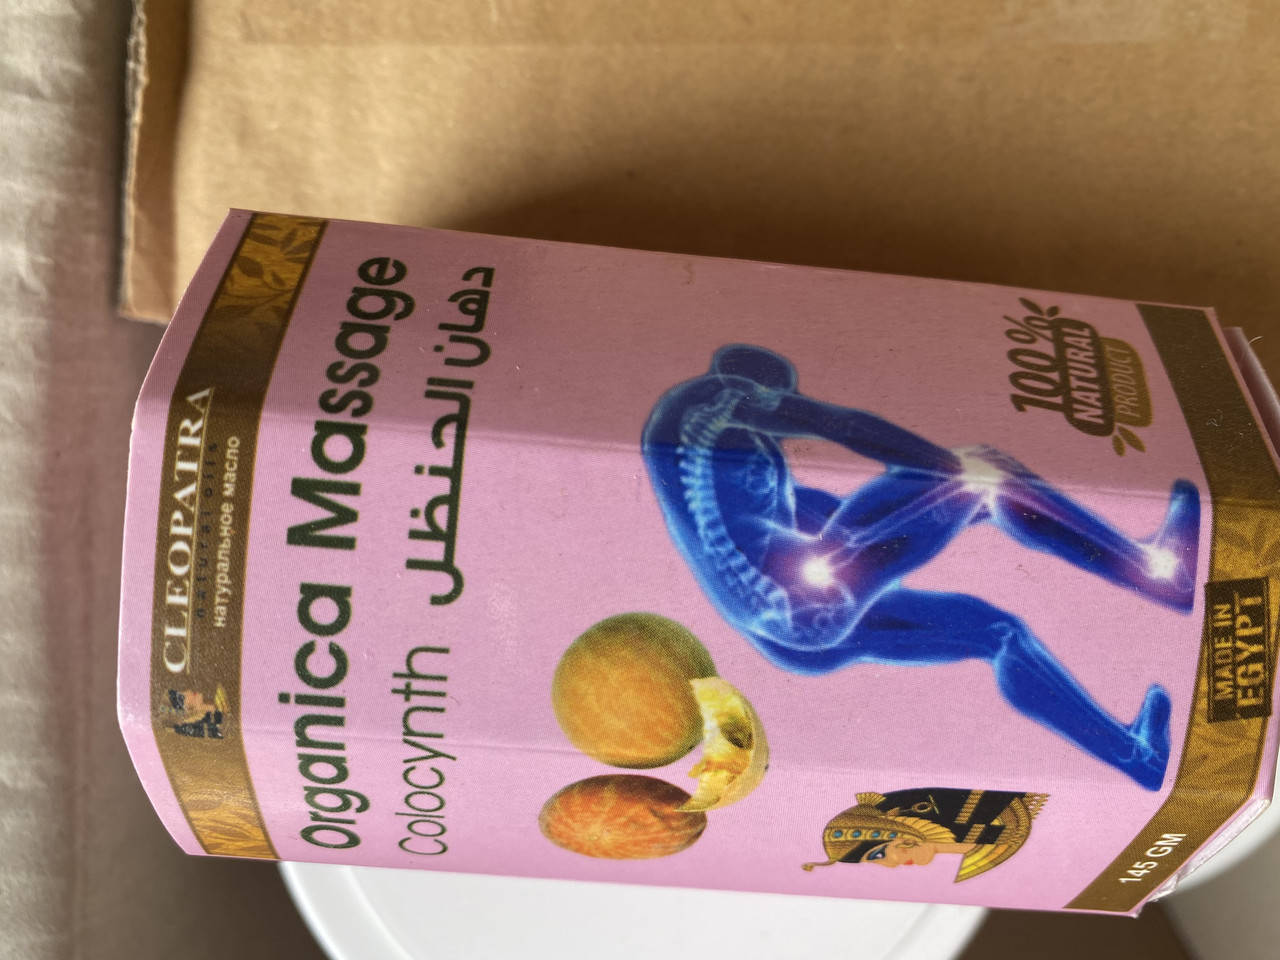 CLEOPATRA
natural oils
натуральное масло
Organica Massage
Colocynth دهان الحنظل
100%
NATURAL
PRODUCT
MADE IN
EGYPT
145 GM